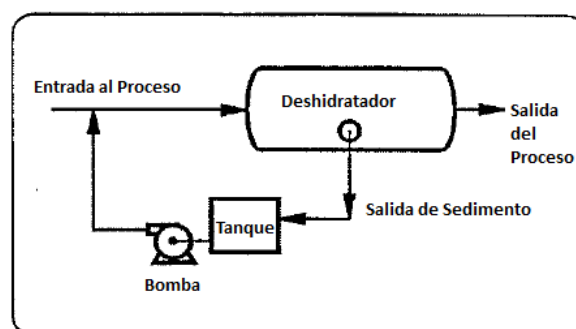 Entrada al Proceso
Deshidratador
Salida
del
Proceso
Salida de Sedimento
Tanque
Bomba